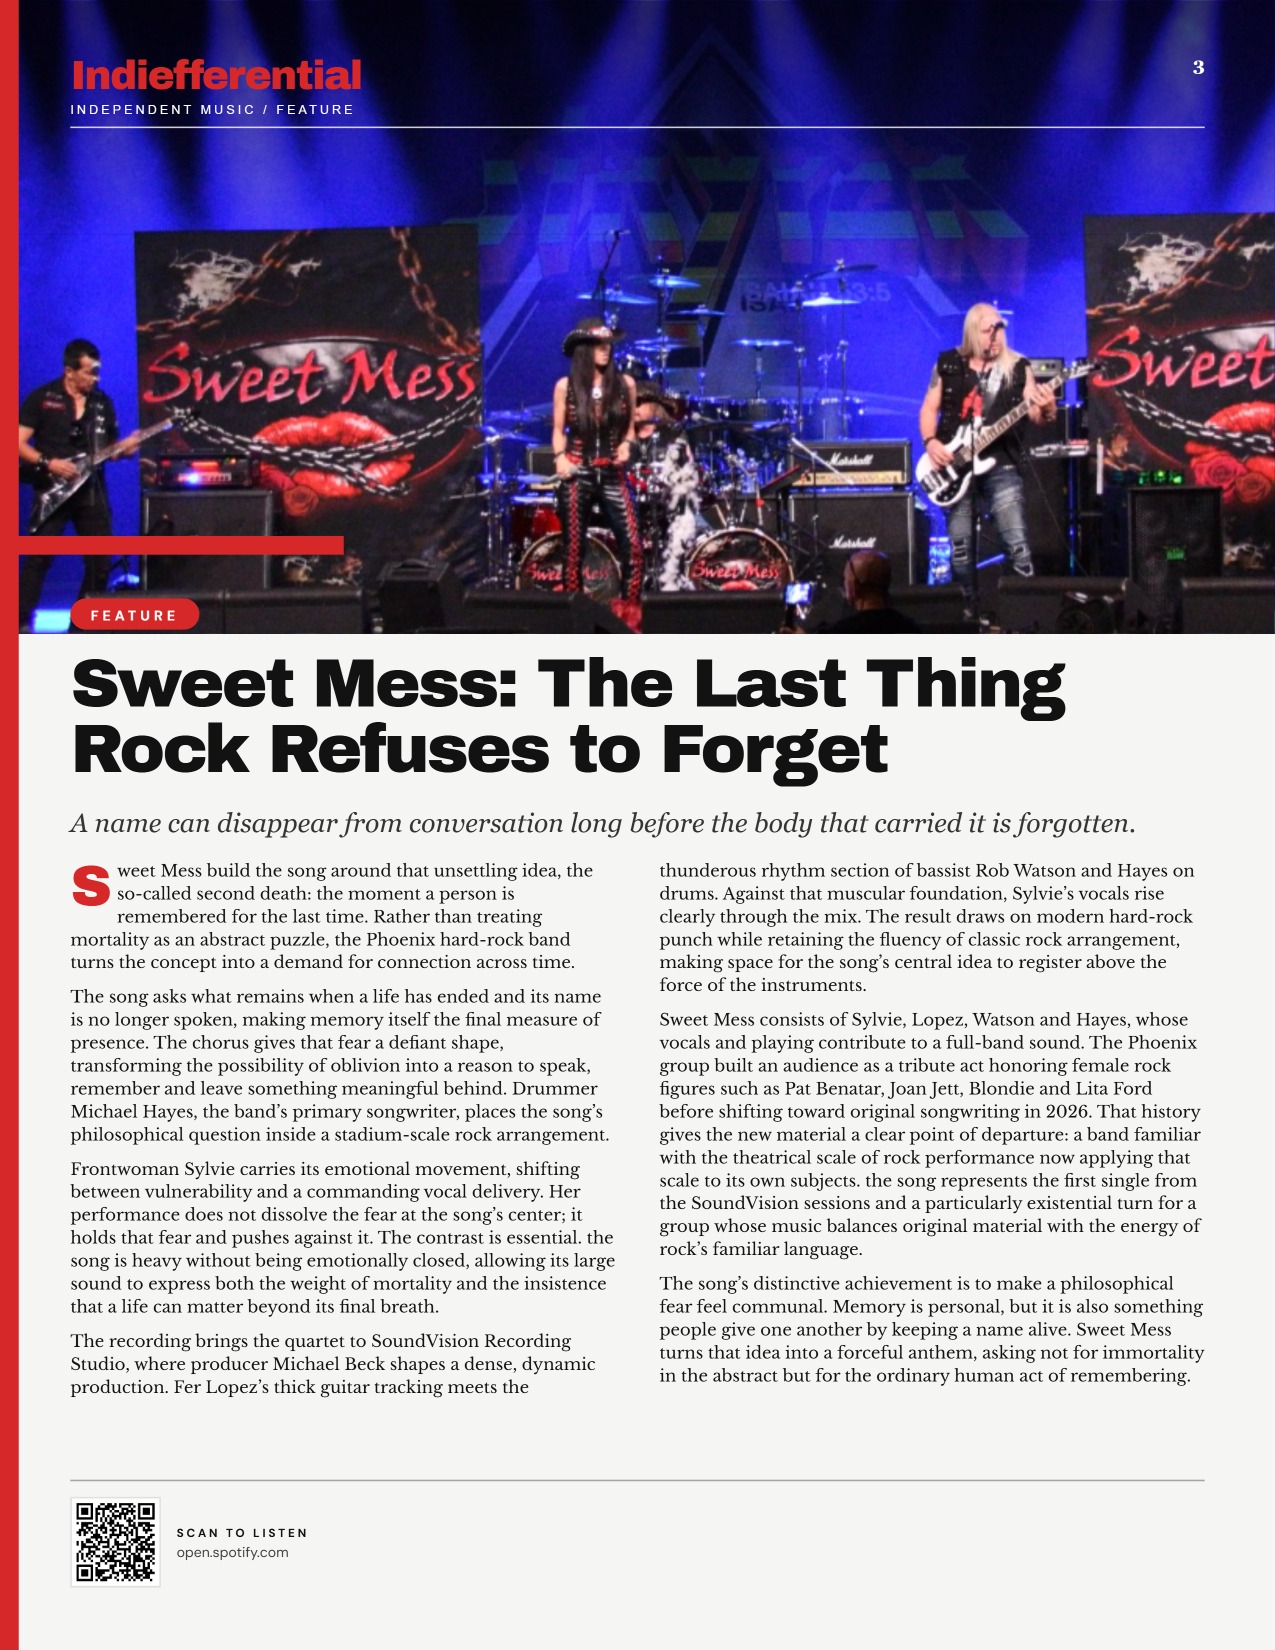 Indiefferential
INDEPENDENT MUSIC / FEATURE
3
Sweet Mess
Sweet
Marshall
Marshall
Sweet Mess
Sweet Mess
FEATURE
Sweet Mess: The Last Thing
Rock Refuses to Forget
A name can disappear from conversation long before the body that carried it is forgotten.
Sweet Mess build the song around that unsettling idea, the
so-called second death: the moment a person is
remembered for the last time. Rather than treating
mortality as an abstract puzzle, the Phoenix hard-rock band
turns the concept into a demand for connection across time.
The song asks what remains when a life has ended and its name
is no longer spoken, making memory itself the final measure of
presence. The chorus gives that fear a defiant shape,
transforming the possibility of oblivion into a reason to speak,
remember and leave something meaningful behind. Drummer
Michael Hayes, the band’s primary songwriter, places the song’s
philosophical question inside a stadium-scale rock arrangement.
Frontwoman Sylvie carries its emotional movement, shifting
between vulnerability and a commanding vocal delivery. Her
performance does not dissolve the fear at the song’s center; it
holds that fear and pushes against it. The contrast is essential. the
song is heavy without being emotionally closed, allowing its large
sound to express both the weight of mortality and the insistence
that a life can matter beyond its final breath.
The recording brings the quartet to SoundVision Recording
Studio, where producer Michael Beck shapes a dense, dynamic
production. Fer Lopez’s thick guitar tracking meets the
thunderous rhythm section of bassist Rob Watson and Hayes on
drums. Against that muscular foundation, Sylvie’s vocals rise
clearly through the mix. The result draws on modern hard-rock
punch while retaining the fluency of classic rock arrangement,
making space for the song’s central idea to register above the
force of the instruments.
Sweet Mess consists of Sylvie, Lopez, Watson and Hayes, whose
vocals and playing contribute to a full-band sound. The Phoenix
group built an audience as a tribute act honoring female rock
figures such as Pat Benatar, Joan Jett, Blondie and Lita Ford
before shifting toward original songwriting in 2026. That history
gives the new material a clear point of departure: a band familiar
with the theatrical scale of rock performance now applying that
scale to its own subjects. the song represents the first single from
the SoundVision sessions and a particularly existential turn for a
group whose music balances original material with the energy of
rock’s familiar language.
The song’s distinctive achievement is to make a philosophical
fear feel communal. Memory is personal, but it is also something
people give one another by keeping a name alive. Sweet Mess
turns that idea into a forceful anthem, asking not for immortality
in the abstract but for the ordinary human act of remembering.
SCAN TO LISTEN
open.spotify.com